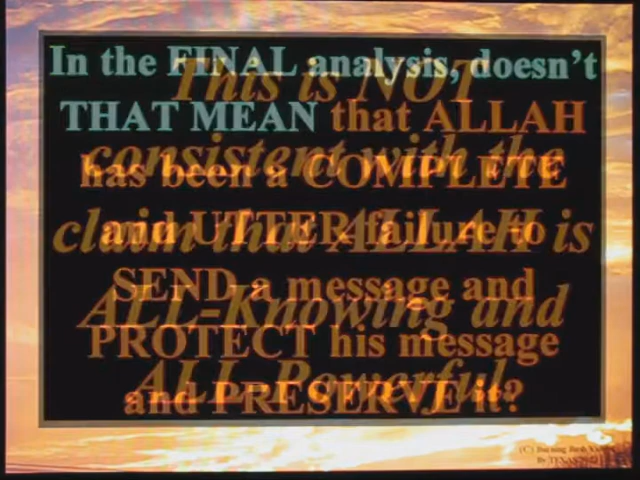 In the FINAL analysis, doesn't
THAT MEAN that ALLAH
has been a COMPLETE
and UTTER failure to
SEND a message and
PROTECT his message
and PRESERVE it?
This is NOT
consistent with the
claim that ALLAH is
ALL-Knowing and
ALL-Powerful.
(C) Burning Bush